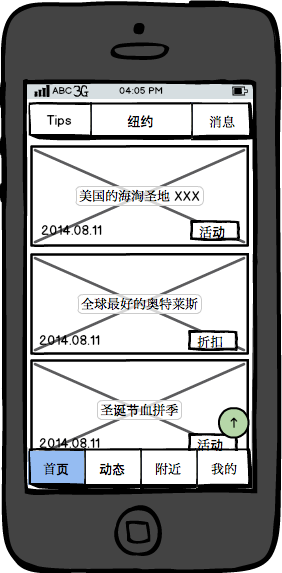 ABC 3G 04:05 PM
Tips 纽约 消息
美国的海淘圣地 XXX
2014.08.11 活动
全球最好的奥特莱斯
2014.08.11 折扣
圣诞节血拼季
2014.08.11 活动
首页 动态 附近 我的